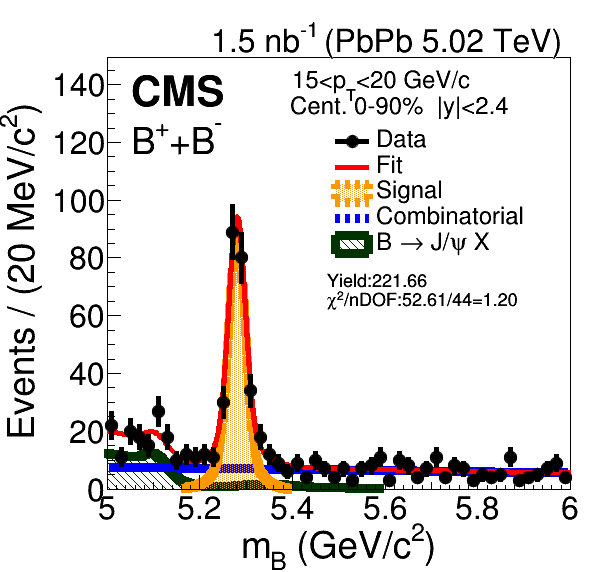 1.5 nb⁻¹ (PbPb 5.02 TeV)
CMS
B⁺+B⁻
15<p_T<20 GeV/c
Cent. 0-90% |y|<2.4
Data
Fit
Signal
Combinatorial
B → J/ψ X
Yield:221.66
χ²/nDOF:52.61/44=1.20
Events / (20 MeV/c²)
140
120
100
80
60
40
20
0
5 5.2 5.4 5.6 5.8 6
m_B (GeV/c²)